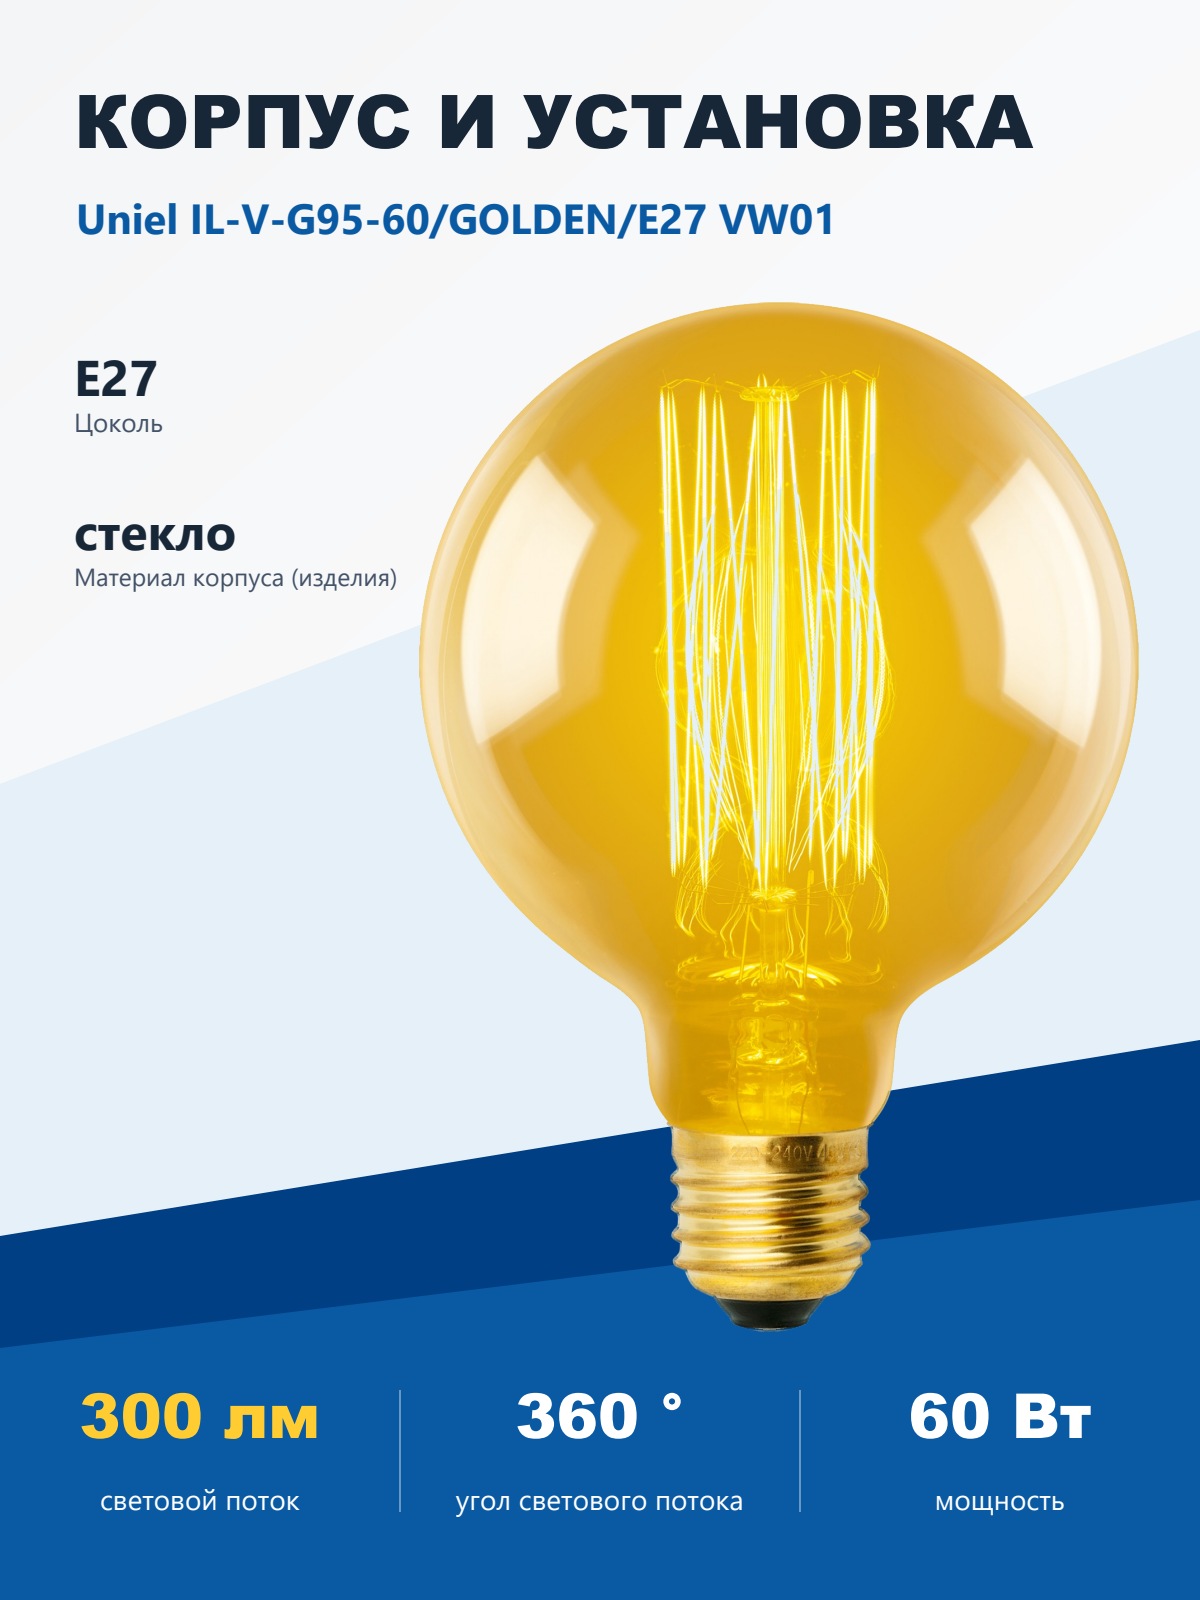 КОРПУС И УСТАНОВКА
Uniel IL-V-G95-60/GOLDEN/E27 VW01
E27
Цоколь
стекло
Материал корпуса (изделия)
240V
300 лм
световой поток
360 °
угол светового потока
60 Вт
мощность